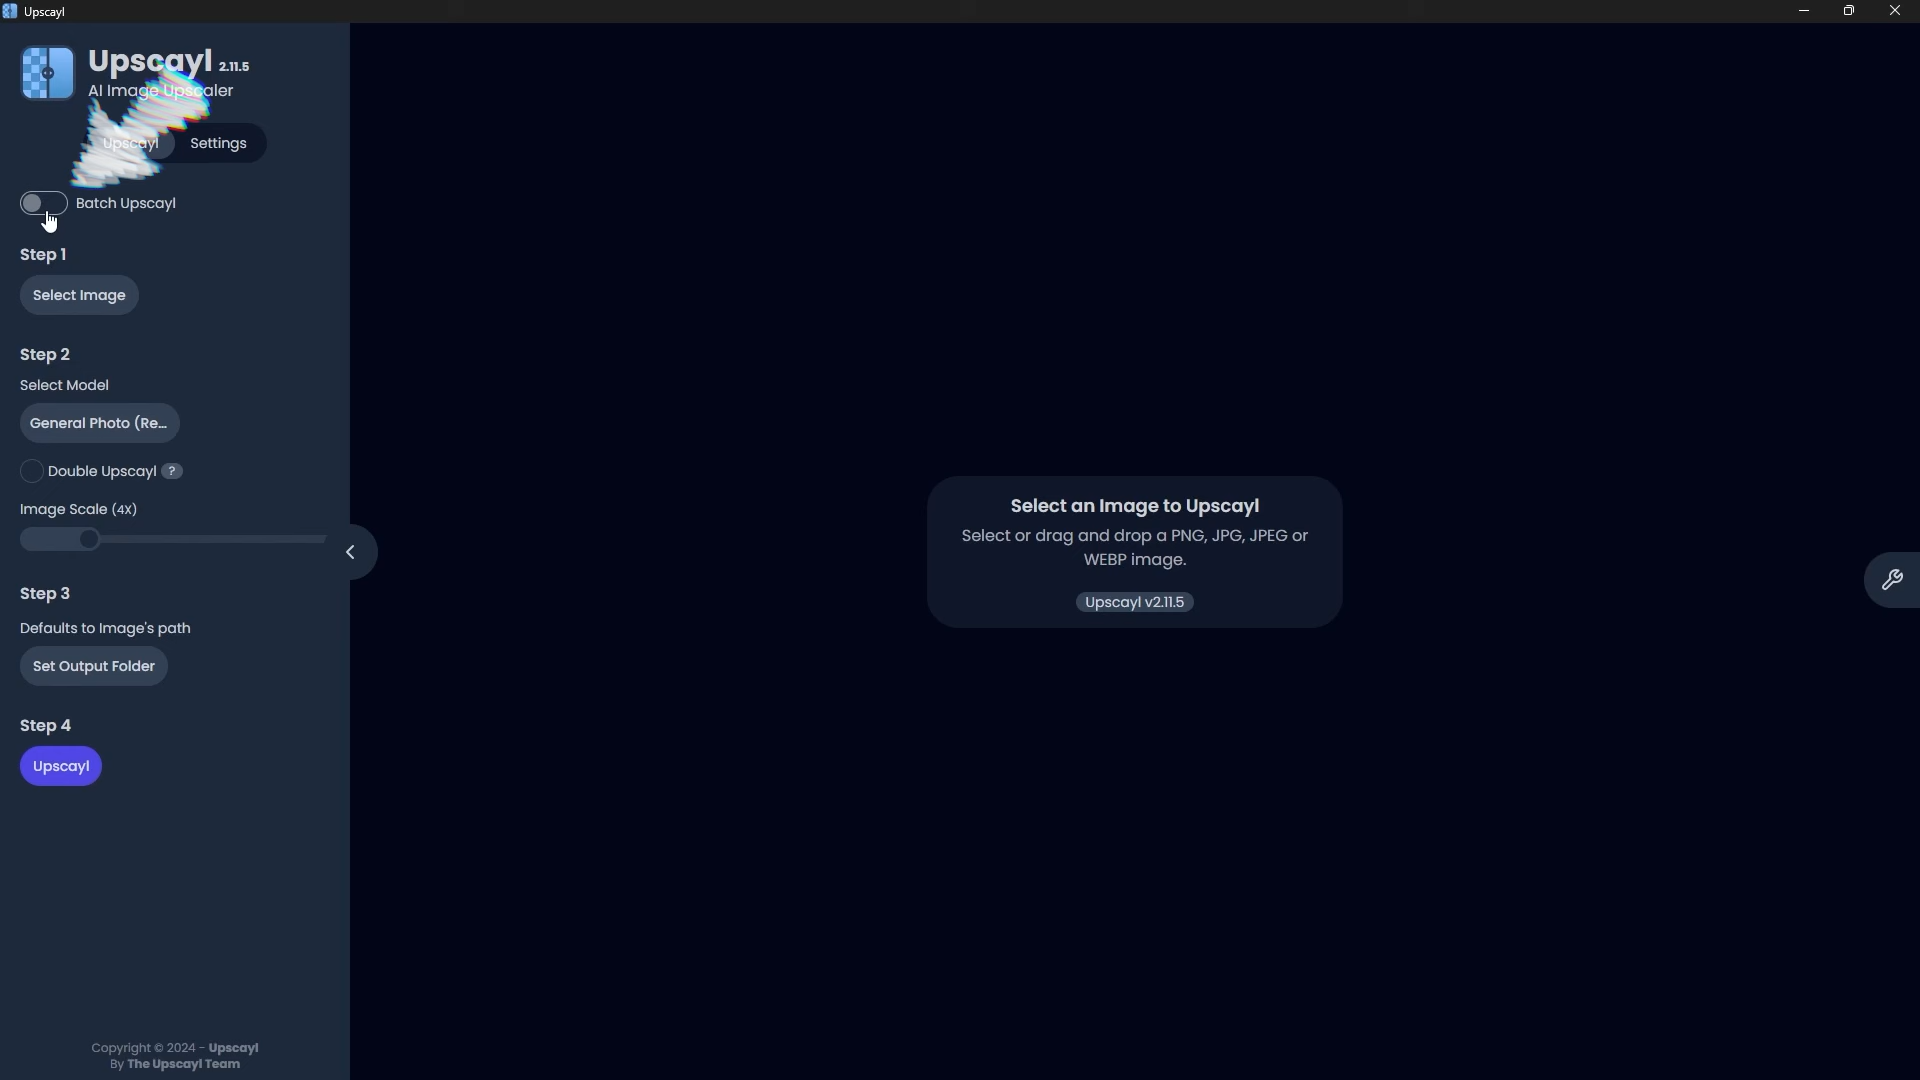 Upscayl
Upscayl 2.11.5
AI Image Upscaler
Upscayl Settings
Batch Upscayl
Step 1
Select Image
Step 2
Select Model
General Photo (Re...
Double Upscayl ?
Image Scale (4X)
Step 3
Defaults to Image's path
Set Output Folder
Step 4
Upscayl
Copyright © 2024 - Upscayl
By The Upscayl Team
Select an Image to Upscayl
Select or drag and drop a PNG, JPG, JPEG or
WEBP image.
Upscayl v2.11.5